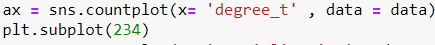 ax = sns.countplot(x= 'degree_t' , data = data)
plt.subplot(234)